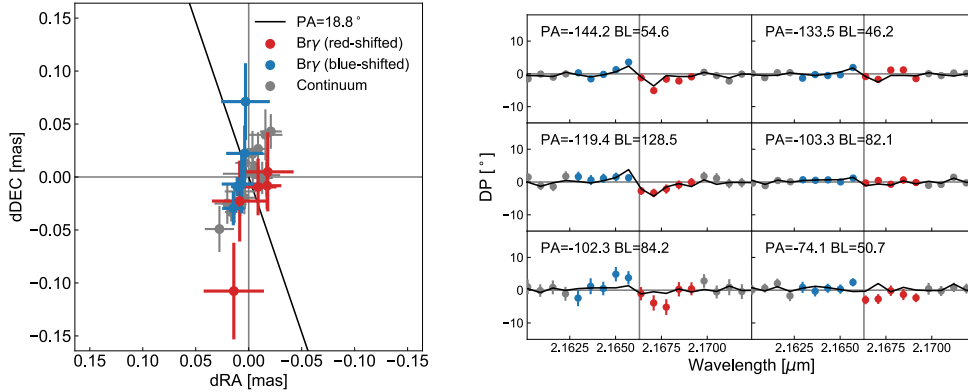 PA=18.8 °
Brγ (red-shifted)
Brγ (blue-shifted)
Continuum
0.15
0.10
0.05
0.00
−0.05
−0.10
−0.15
dDEC [mas]
0.15 0.10 0.05 0.00 −0.05 −0.10 −0.15
dRA [mas]
PA=-144.2 BL=54.6 PA=-133.5 BL=46.2
10
0
−10
PA=-119.4 BL=128.5 PA=-103.3 BL=82.1
10
0
−10
DP [°]
PA=-102.3 BL=84.2 PA=-74.1 BL=50.7
10
0
−10
2.1625 2.1650 2.1675 2.1700 2.1625 2.1650 2.1675 2.1700
Wavelength [μm]